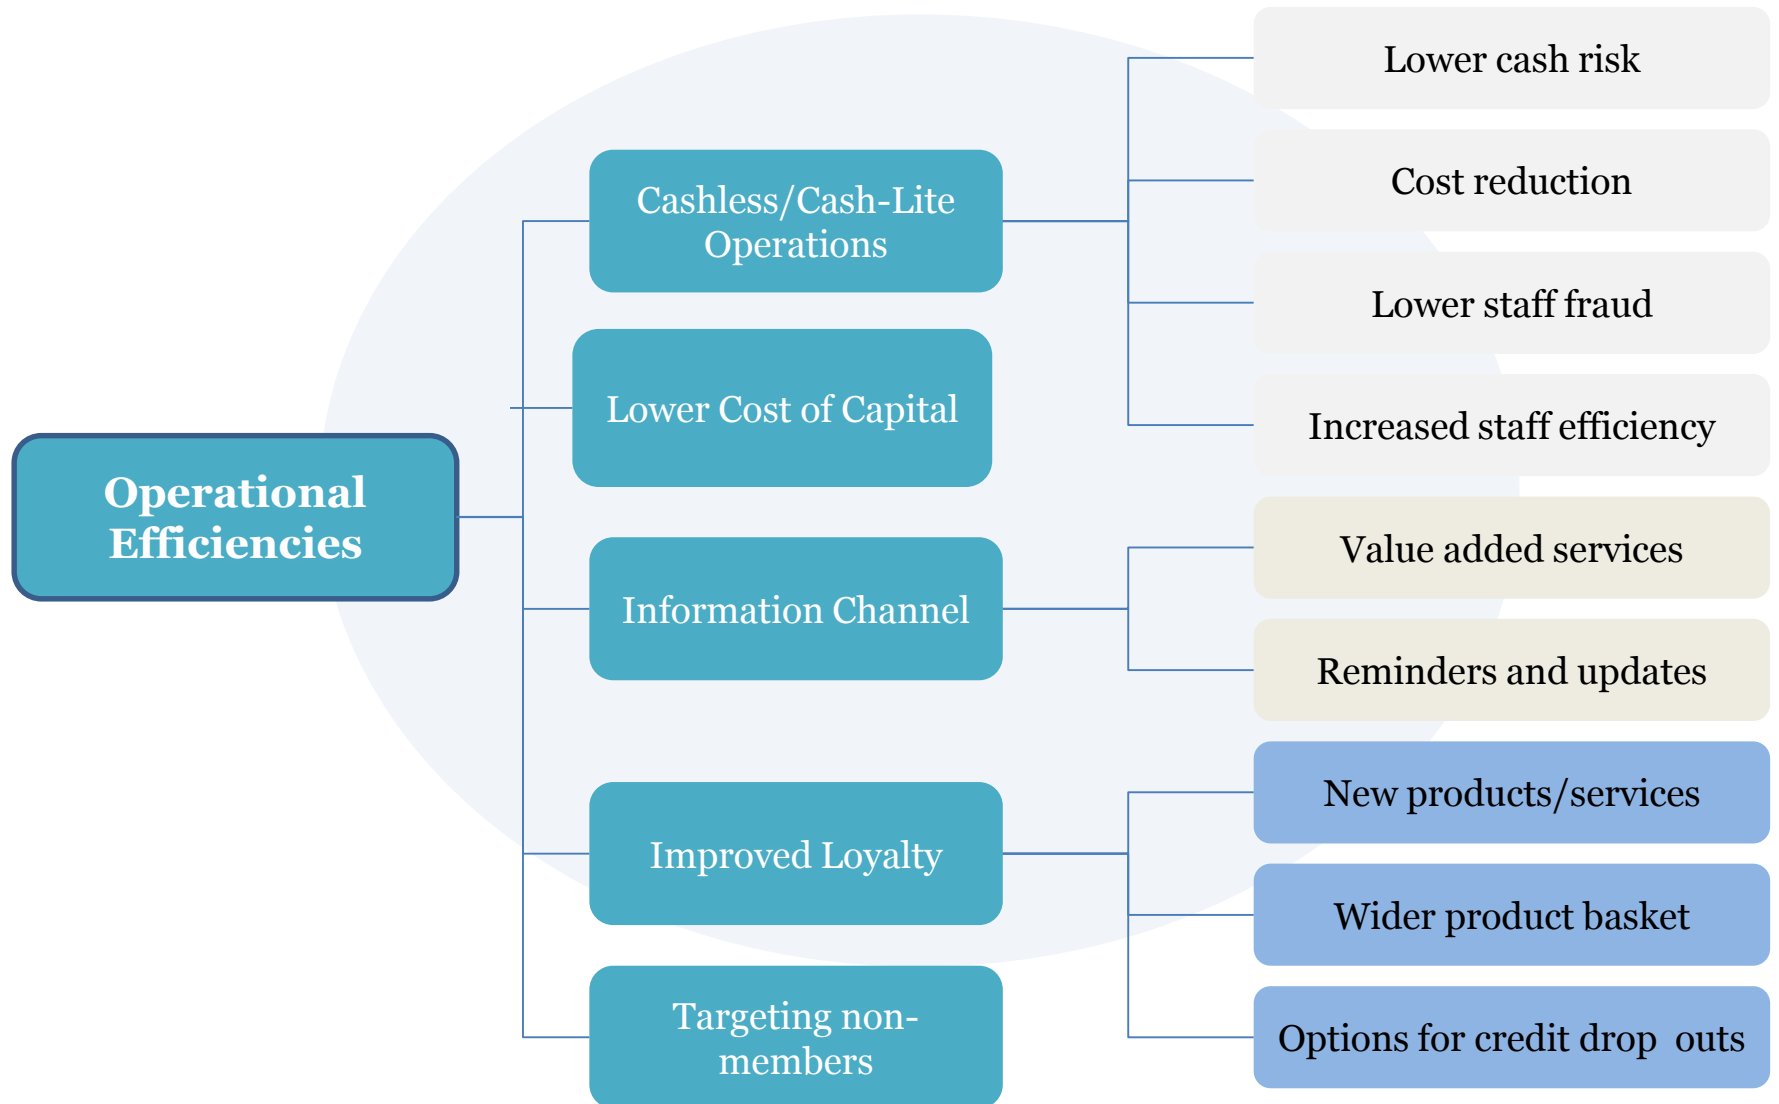 Operational
Efficiencies
Cashless/Cash-Lite
Operations
Lower Cost of Capital
Information Channel
Improved Loyalty
Targeting non-
members
Lower cash risk
Cost reduction
Lower staff fraud
Increased staff efficiency
Value added services
Reminders and updates
New products/services
Wider product basket
Options for credit drop  outs